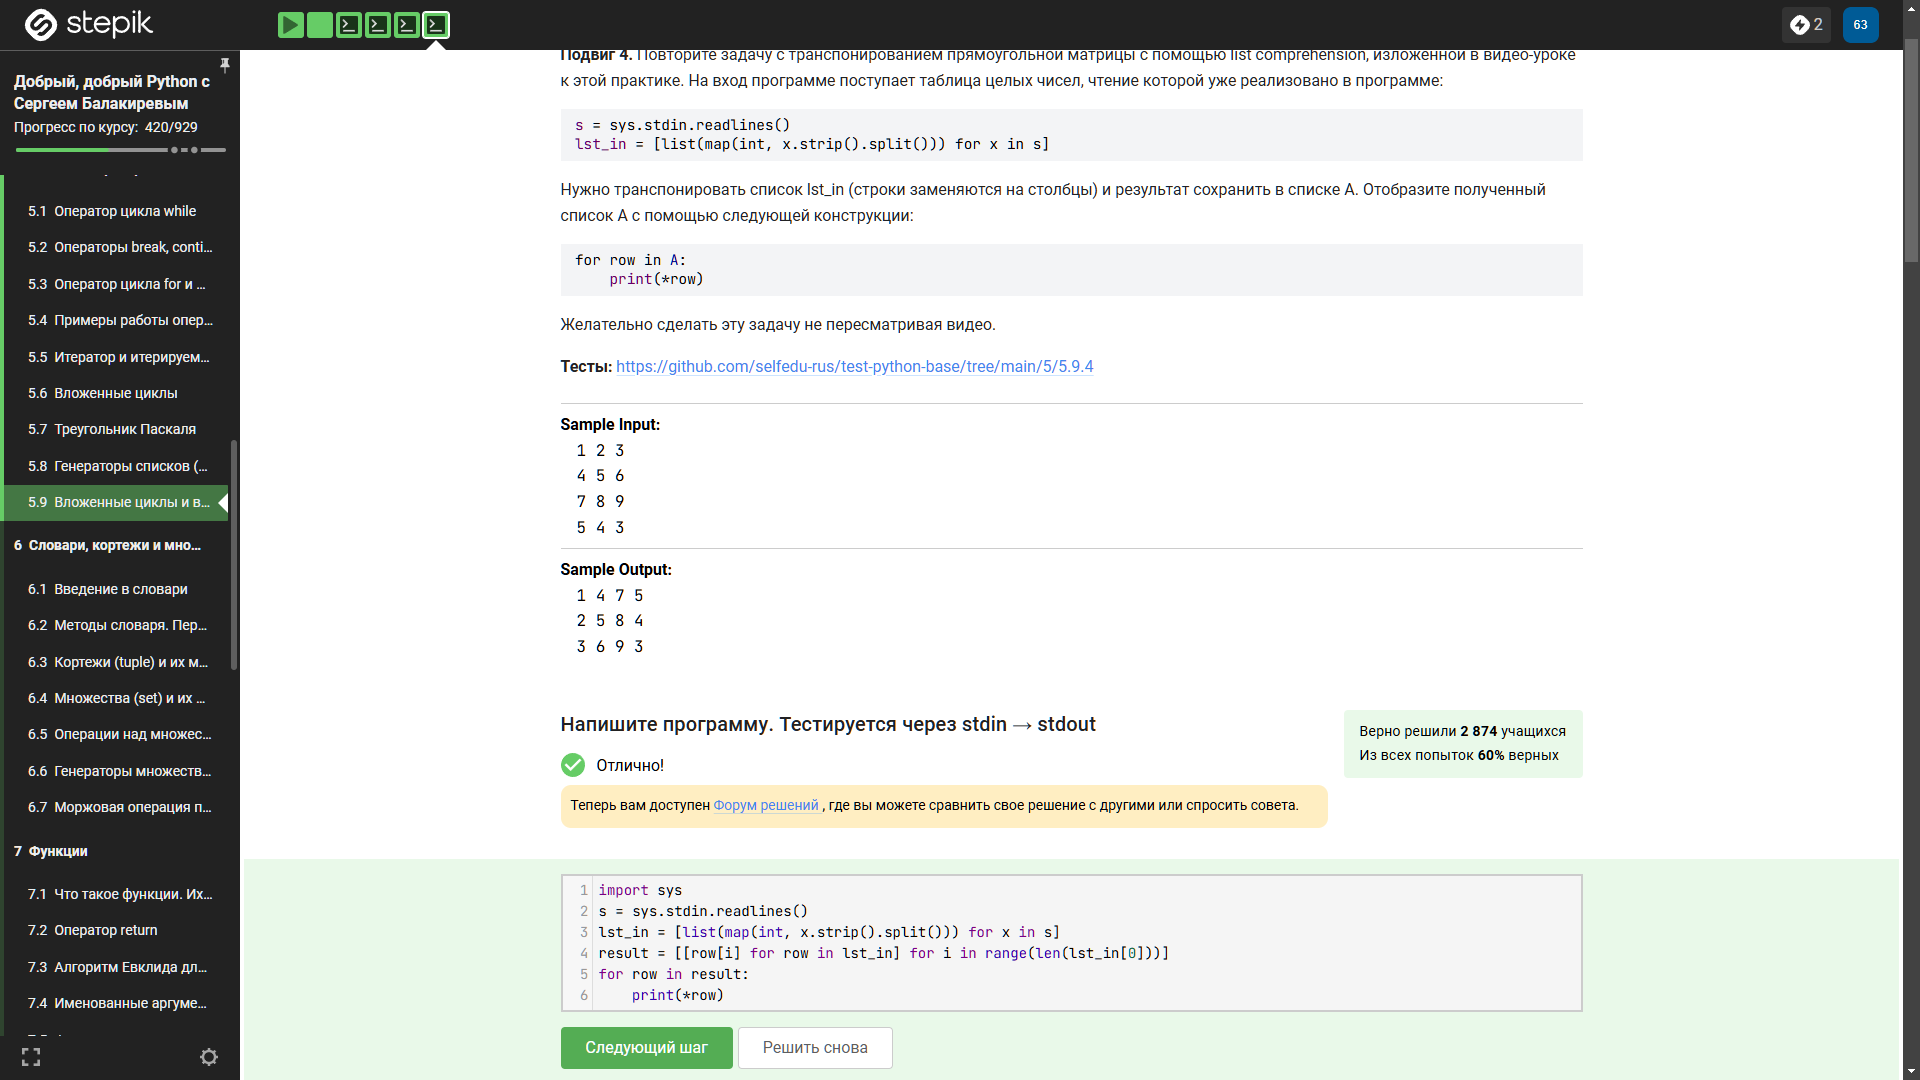 stepik
2
63
Добрый, добрый Python с
Сергеем Балакиревым
Прогресс по курсу: 420/929
5.1 Оператор цикла while
5.2 Операторы break, conti...
5.3 Оператор цикла for и ...
5.4 Примеры работы опер...
5.5 Итератор и итерируем...
5.6 Вложенные циклы
5.7 Треугольник Паскаля
5.8 Генераторы списков (...
5.9 Вложенные циклы и в...
6 Словари, кортежи и мно...
6.1 Введение в словари
6.2 Методы словаря. Пер...
6.3 Кортежи (tuple) и их м...
6.4 Множества (set) и их ...
6.5 Операции над множес...
6.6 Генераторы множеств...
6.7 Моржовая операция п...
7 Функции
7.1 Что такое функции. Их...
7.2 Оператор return
7.3 Алгоритм Евклида дл...
7.4 Именованные аргуме...
Подвиг 4. Повторите задачу с транспонированием прямоугольной матрицы с помощью list comprehension, изложенной в видео-уроке
к этой практике. На вход программе поступает таблица целых чисел, чтение которой уже реализовано в программе:
s = sys.stdin.readlines()
lst_in = [list(map(int, x.strip().split())) for x in s]
Нужно транспонировать список lst_in (строки заменяются на столбцы) и результат сохранить в списке A. Отобразите полученный
список A с помощью следующей конструкции:
for row in A:
    print(*row)
Желательно сделать эту задачу не пересматривая видео.
Тесты: https://github.com/selfedu-rus/test-python-base/tree/main/5/5.9.4
Sample Input:
1 2 3
4 5 6
7 8 9
5 4 3
Sample Output:
1 4 7 5
2 5 8 4
3 6 9 3
Напишите программу. Тестируется через stdin → stdout
Верно решили 2 874 учащихся
Из всех попыток 60% верных
Отлично!
Теперь вам доступен Форум решений , где вы можете сравнить свое решение с другими или спросить совета.
1 import sys
2 s = sys.stdin.readlines()
3 lst_in = [list(map(int, x.strip().split())) for x in s]
4 result = [[row[i] for row in lst_in] for i in range(len(lst_in[0]))]
5 for row in result:
6     print(*row)
Следующий шаг
Решить снова